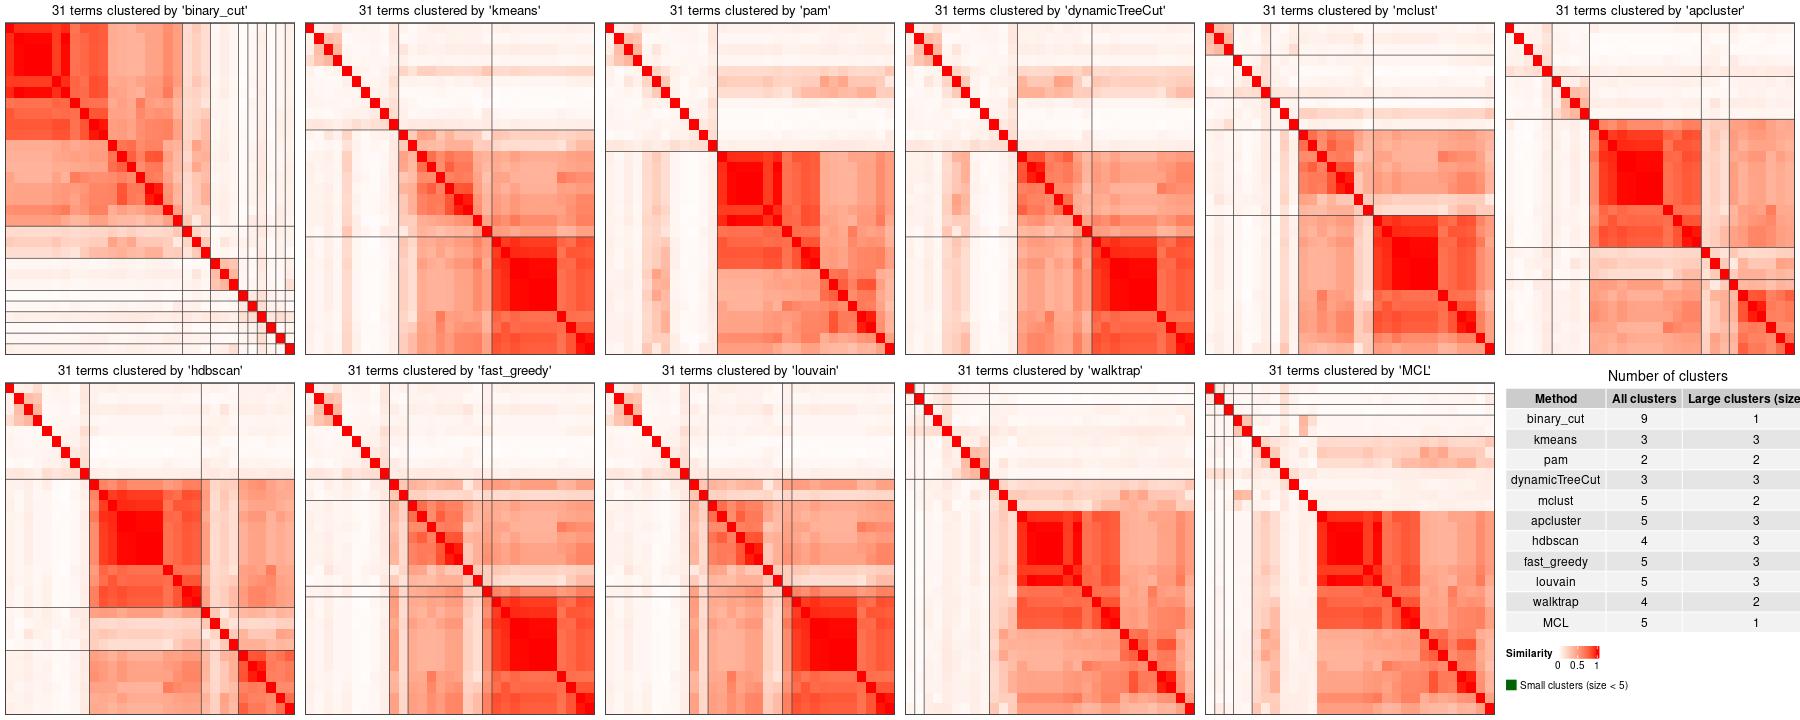 31 terms clustered by 'binary_cut'
31 terms clustered by 'kmeans'
31 terms clustered by 'pam'
31 terms clustered by 'dynamicTreeCut'
31 terms clustered by 'mclust'
31 terms clustered by 'apcluster'
31 terms clustered by 'hdbscan'
31 terms clustered by 'fast_greedy'
31 terms clustered by 'louvain'
31 terms clustered by 'walktrap'
31 terms clustered by 'MCL'
Number of clusters
Method All clusters Large clusters (size
binary_cut 9 1
kmeans 3 3
pam 2 2
dynamicTreeCut 3 3
mclust 5 2
apcluster 5 3
hdbscan 4 3
fast_greedy 5 3
louvain 5 3
walktrap 4 2
MCL 5 1
Similarity
0 0.5 1
Small clusters (size < 5)